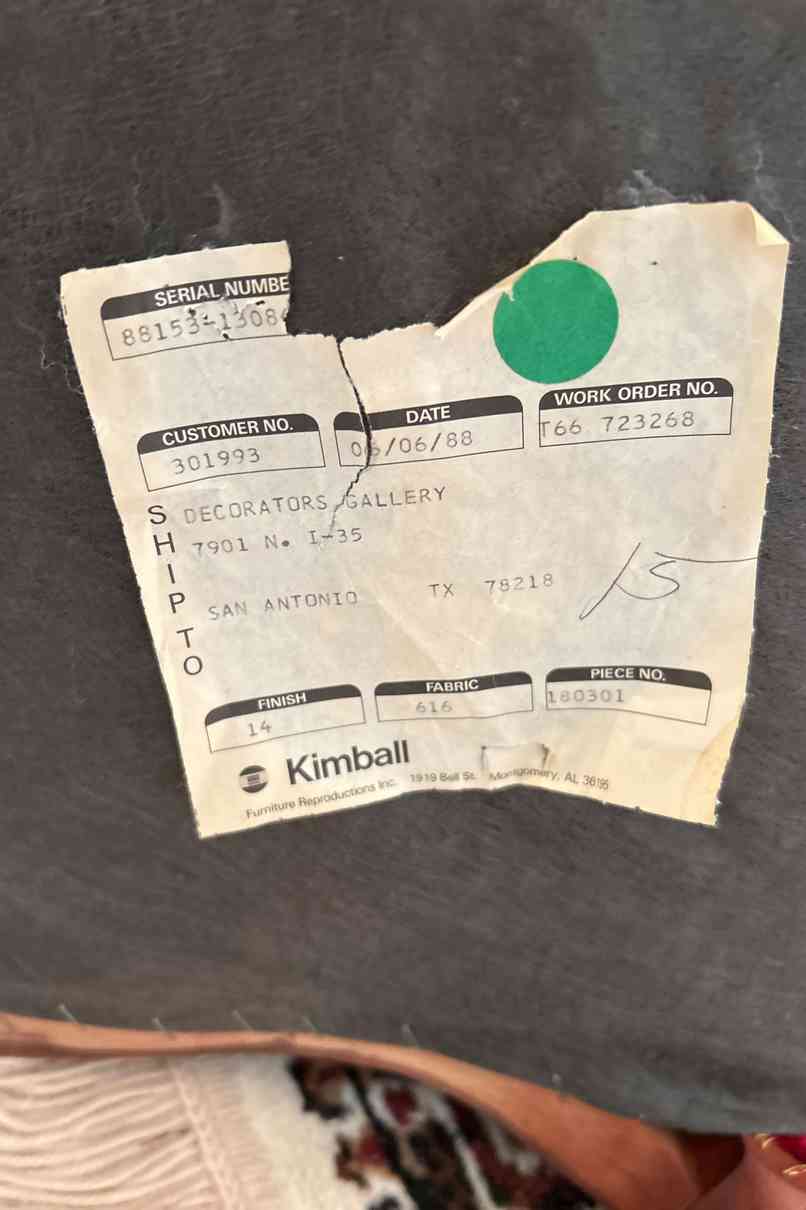 SERIAL NUMBE
88153-1308
CUSTOMER NO.
301993
DATE
06/06/88
WORK ORDER NO.
T66 723268
SHIP TO
DECORATORS GALLERY
7901 N. I-35
SAN ANTONIO TX 78218
FINISH
14
FABRIC
616
PIECE NO.
180301
Kimball
Furniture Reproductions Inc. 1919 Bell St. Montgomery, AL 36195